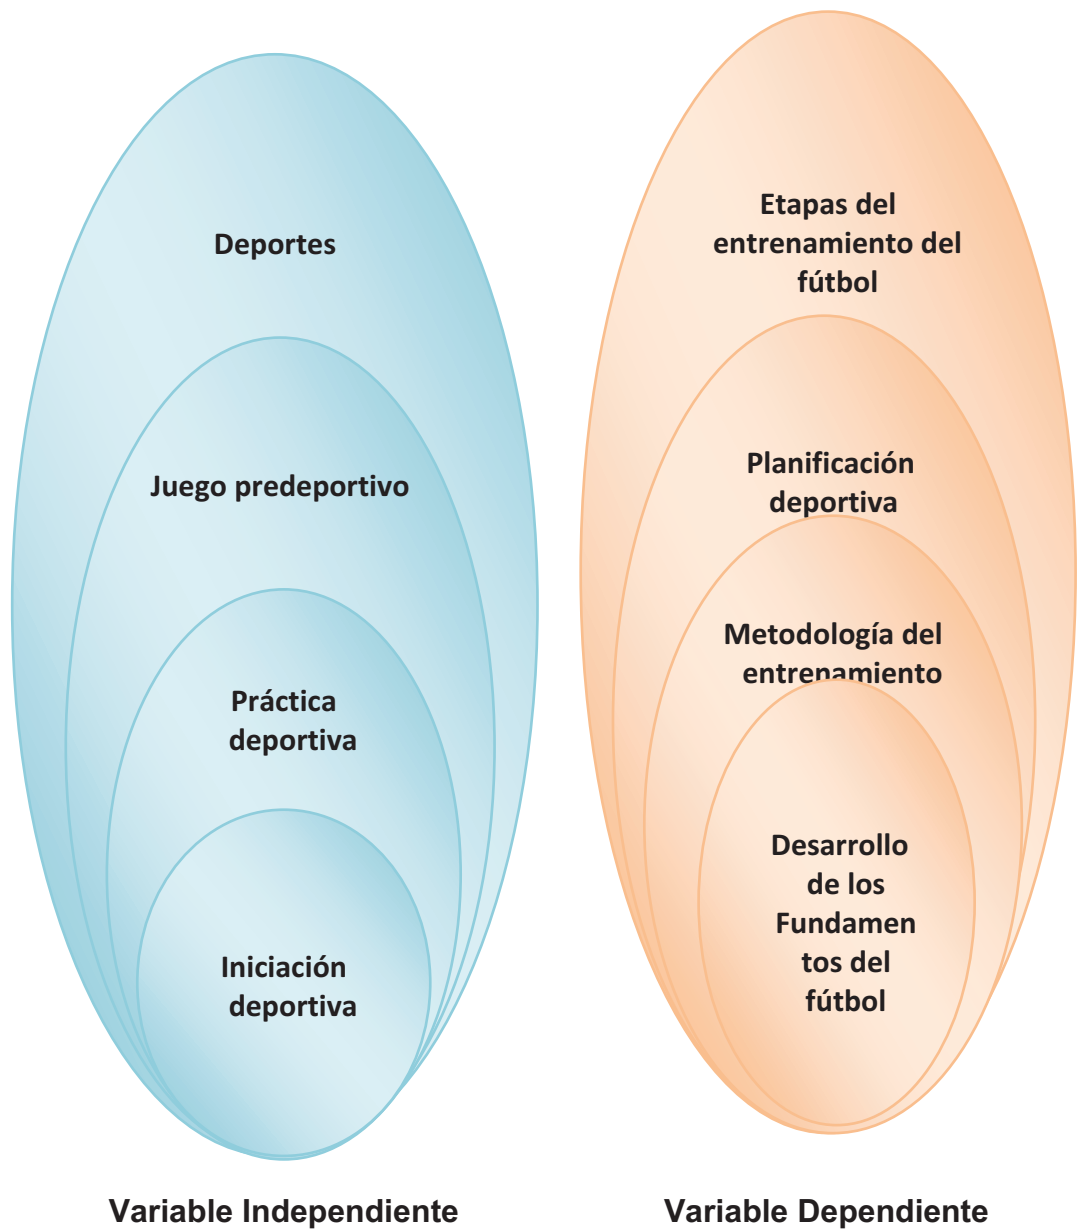 Deportes
Juego predeportivo
Práctica
deportiva
Iniciación
deportiva
Variable Independiente
Etapas del
entrenamiento del
fútbol
Planificación
deportiva
Metodología del
entrenamiento
Desarrollo
de los
Fundamen
tos del
fútbol
Variable Dependiente